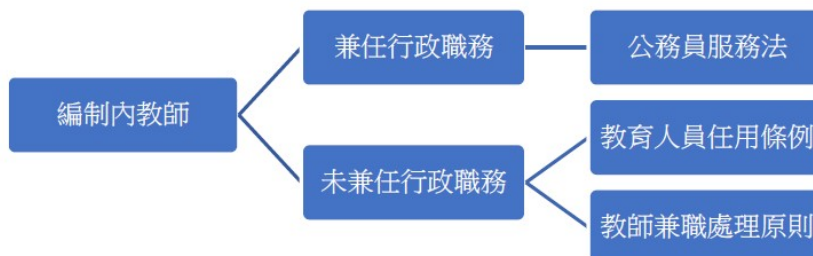 編制內教師
兼任行政職務
公務員服務法
未兼任行政職務
教育人員任用條例
教師兼職處理原則